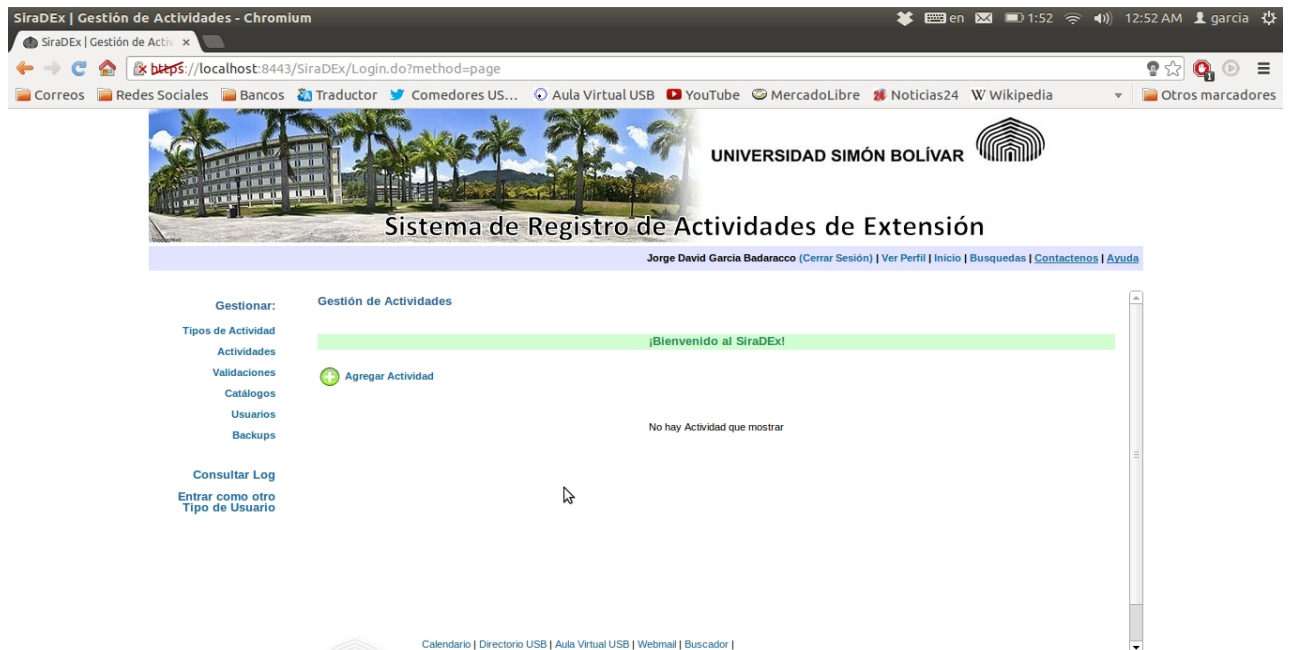 SiraDEx | Gestión de Actividades - Chromium
en
1:52
12:52 AM
garcia
SiraDEx | Gestión de Activ
https://localhost:8443/SiraDEx/Login.do?method=page
Correos
Redes Sociales
Bancos
Traductor
Comedores US...
Aula Virtual USB
YouTube
MercadoLibre
Noticias24
W Wikipedia
Otros marcadores
UNIVERSIDAD SIMÓN BOLÍVAR
Sistema de Registro de Actividades de Extensión
Jorge David Garcia Badaracco (Cerrar Sesión) | Ver Perfil | Inicio | Busquedas | Contactenos | Ayuda
Gestionar:
Tipos de Actividad
Actividades
Validaciones
Catálogos
Usuarios
Backups
Consultar Log
Entrar como otro
Tipo de Usuario
Gestión de Actividades
¡Bienvenido al SiraDEx!
Agregar Actividad
No hay Actividad que mostrar
Calendario | Directorio USB | Aula Virtual USB | Webmail | Buscador |